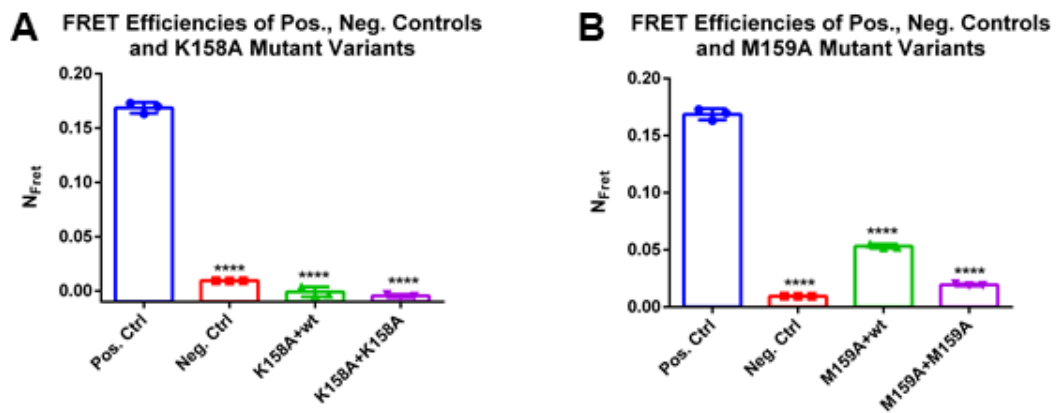 A
FRET Efficiencies of Pos., Neg. Controls
and K158A Mutant Variants
0.20
0.15
0.10
0.05
0.00
N_Fret
****
****
****
Pos. Ctrl
Neg. Ctrl
K158A+wt
K158A+K158A
B
FRET Efficiencies of Pos., Neg. Controls
and M159A Mutant Variants
0.20
0.15
0.10
0.05
0.00
N_Fret
****
****
****
Pos. Ctrl
Neg. Ctrl
M159A+wt
M159A+M159A